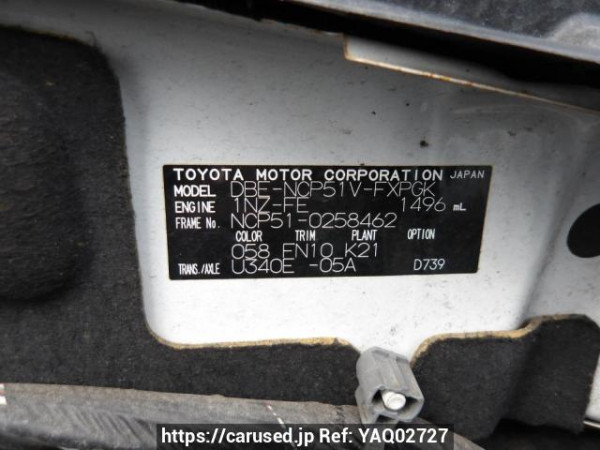 TOYOTA MOTOR CORPORATION JAPAN
MODEL DBE-NCP51V-FXPGK
ENGINE 1NZ-FE 1496 mL
FRAME No. NCP51-0258462
COLOR TRIM PLANT OPTION
058 FN10 K21
TRANS./AXLE U340E -05A D739
https://carused.jp Ref: YAQ02727